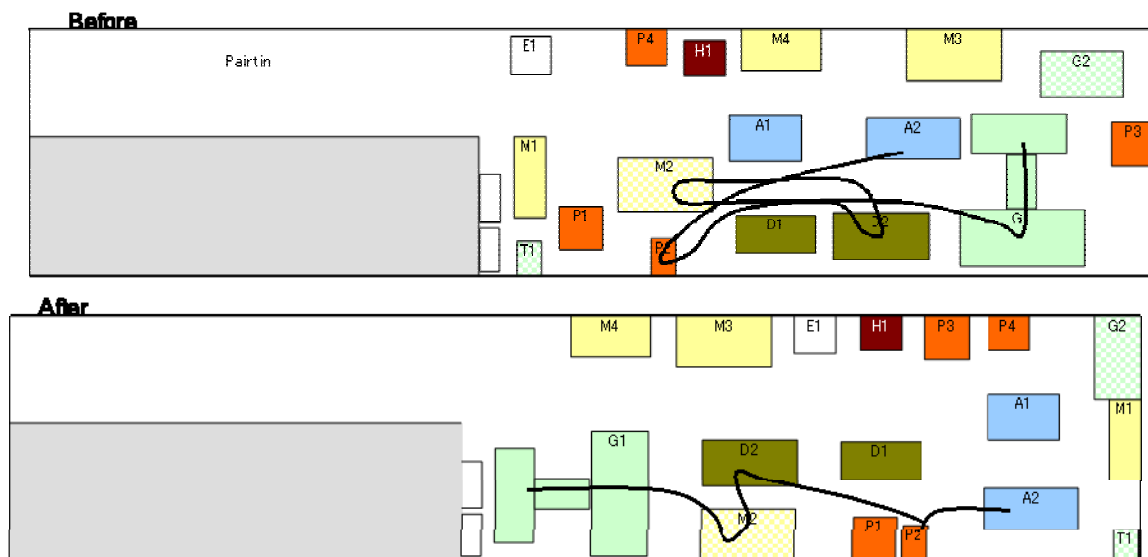 Before
Pairtin
E1
P4
H1
M4
M3
G2
A1
A2
P3
M1
M2
P1
D1
G
T1
P2
After
M4
M3
E1
H1
P3
P4
G2
A1
M1
G1
D2
D1
A2
M2
P1
P2
T1